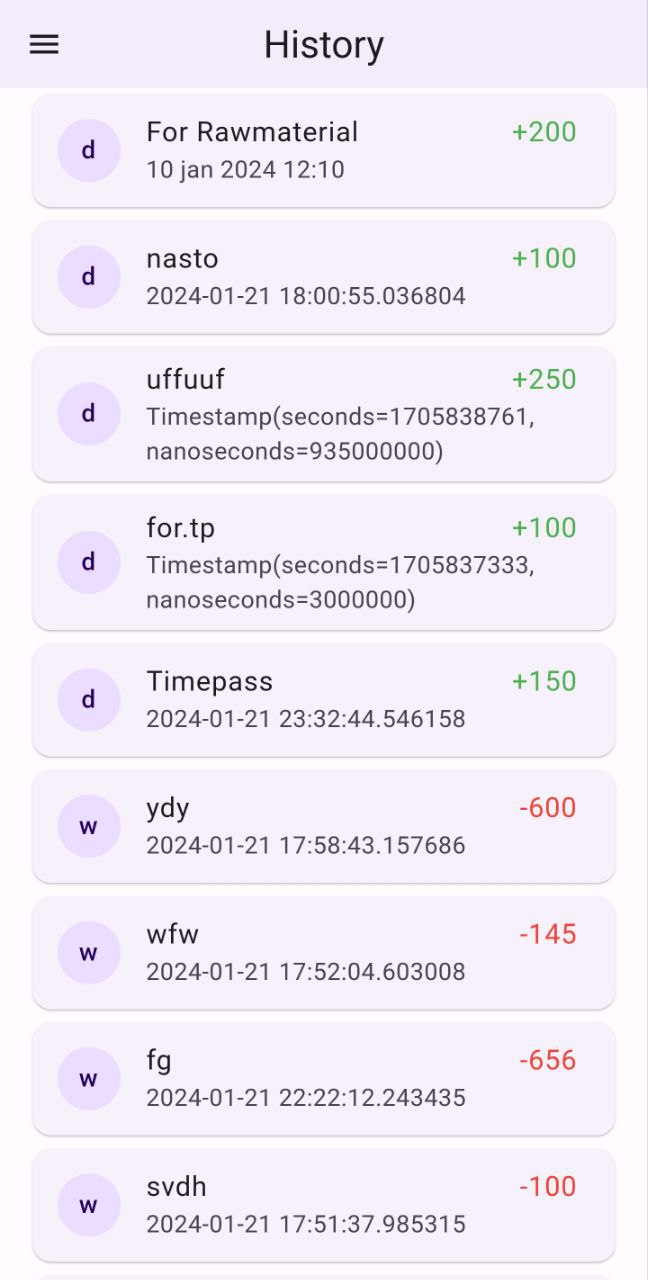 History
d
For Rawmaterial
+200
10 jan 2024 12:10
d
nasto
+100
2024-01-21 18:00:55.036804
d
uffuuf
+250
Timestamp(seconds=1705838761,
nanoseconds=935000000)
d
for.tp
+100
Timestamp(seconds=1705837333,
nanoseconds=3000000)
d
Timepass
+150
2024-01-21 23:32:44.546158
w
ydy
-600
2024-01-21 17:58:43.157686
w
wfw
-145
2024-01-21 17:52:04.603008
w
fg
-656
2024-01-21 22:22:12.243435
w
svdh
-100
2024-01-21 17:51:37.985315